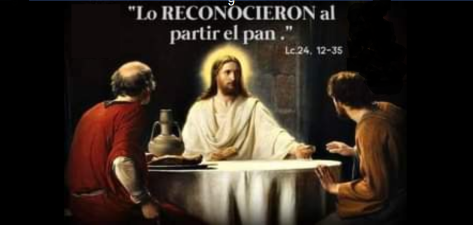 "Lo RECONOCIERON al
partir el pan ."
Lc.24, 12-35